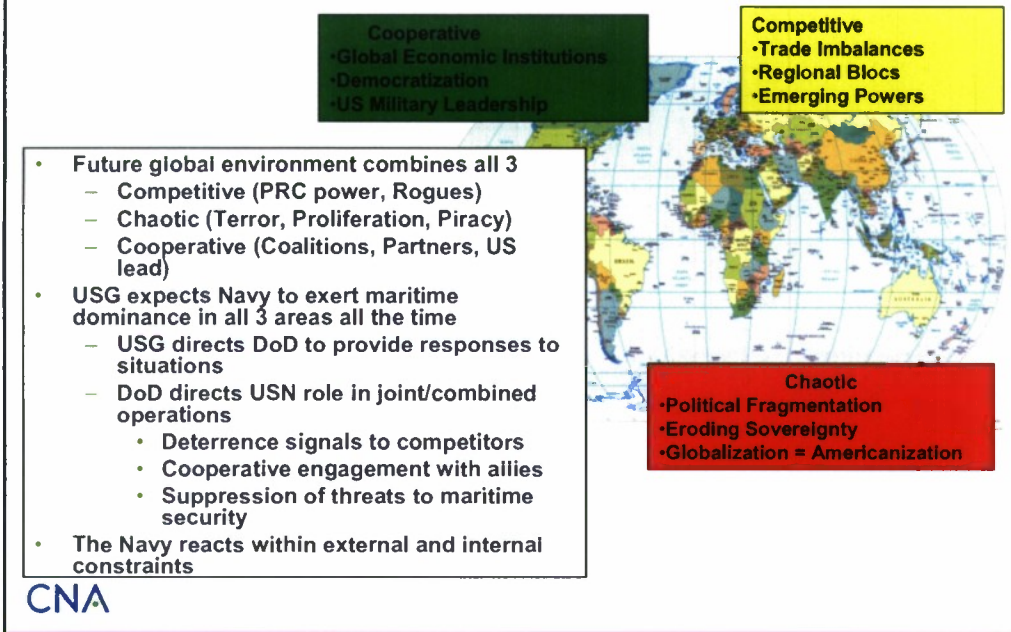 Cooperative
•Global Economic Institutions
•Democratization
•US Military Leadership
Competitive
•Trade Imbalances
•Regional Blocs
•Emerging Powers
• Future global environment combines all 3
– Competitive (PRC power, Rogues)
– Chaotic (Terror, Proliferation, Piracy)
– Cooperative (Coalitions, Partners, US
lead)
• USG expects Navy to exert maritime
dominance in all 3 areas all the time
– USG directs DoD to provide responses to
situations
– DoD directs USN role in joint/combined
operations
• Deterrence signals to competitors
• Cooperative engagement with allies
• Suppression of threats to maritime
security
• The Navy reacts within external and internal
constraints
BRAZIL
AUSTRALIA
Chaotic
•Political Fragmentation
•Eroding Sovereignty
•Globalization = Americanization
CNA